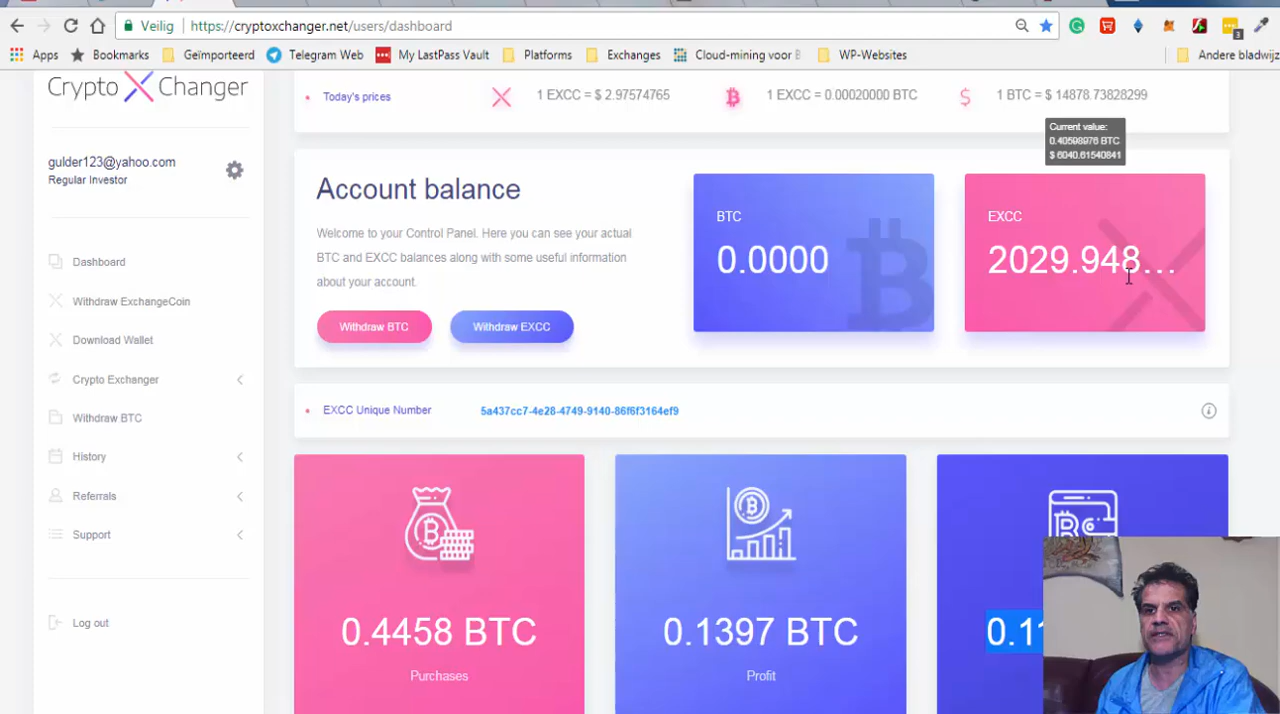 Veilig
https://cryptoxchanger.net/users/dashboard
3
Apps
Bookmarks
Geïmporteerd
Telegram Web
My LastPass Vault
Platforms
Exchanges
Cloud-mining voor B
WP-Websites
Andere bladwijz
Crypto X Changer
Today's prices
1 EXCC = $ 2.97574765
1 EXCC = 0.00020000 BTC
1 BTC = $ 14878.73828299
Current value:
0.40598976 BTC
$ 6040.61540841
gulder123@yahoo.com
Regular Investor
Account balance
Welcome to your Control Panel. Here you can see your actual
BTC and EXCC balances along with some useful information
about your account.
Withdraw BTC
Withdraw EXCC
BTC
0.0000
EXCC
2029.948...
Dashboard
Withdraw ExchangeCoin
Download Wallet
Crypto Exchanger
Withdraw BTC
History
Referrals
Support
Log out
EXCC Unique Number
5a437cc7-4e28-4749-9140-86f6f3164ef9
0.4458 BTC
Purchases
0.1397 BTC
Profit
0.11